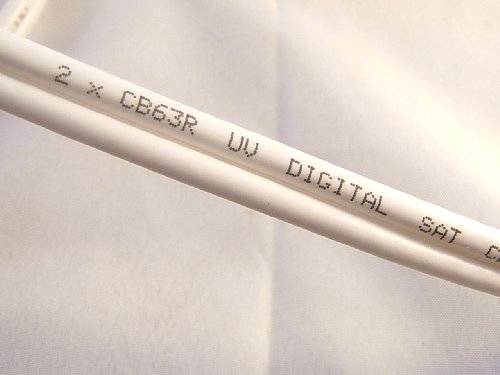 2 x CB63R UV DIGITAL SAT